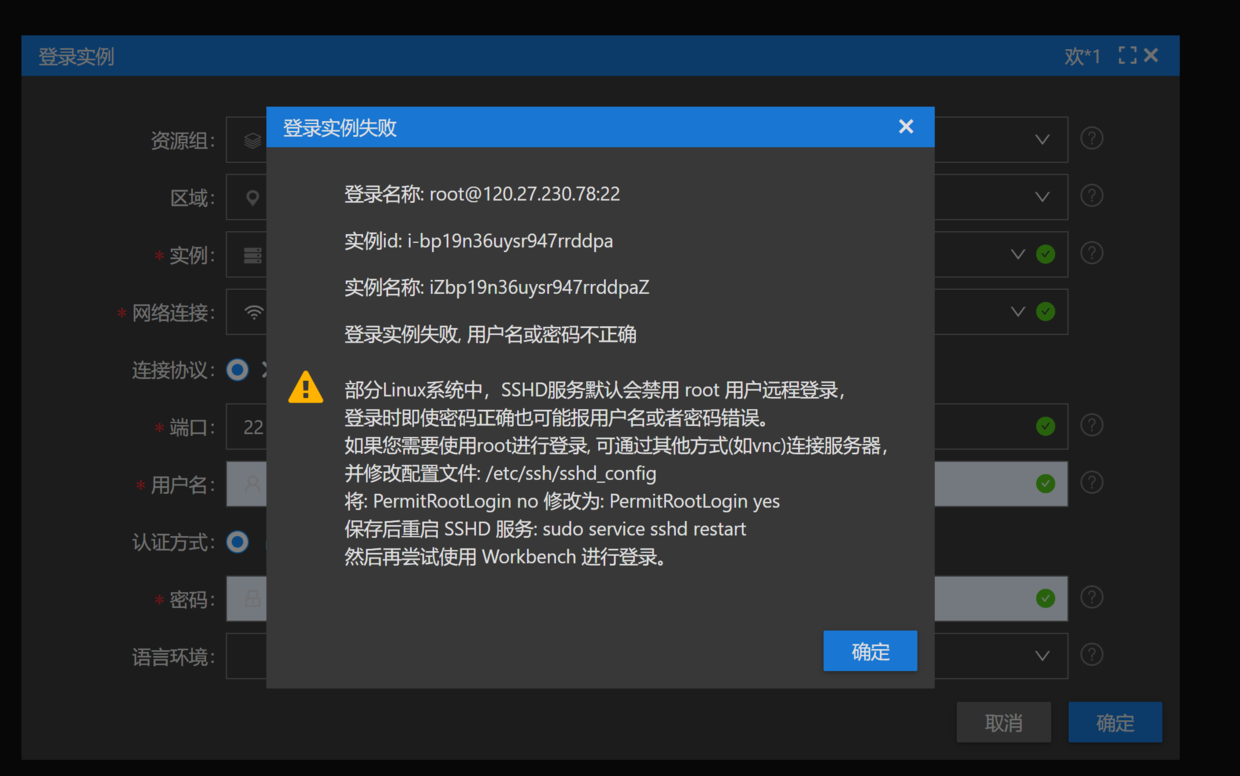 登录实例
欢*1
登录实例失败
资源组:
登录名称: root@120.27.230.78:22
区域:
实例id: i-bp19n36uysr947rrddpa
* 实例:
实例名称: iZbp19n36uysr947rrddpaZ
* 网络连接:
登录实例失败, 用户名或密码不正确
连接协议:
部分Linux系统中，SSHD服务默认会禁用 root 用户远程登录，
登录时即使密码正确也可能报用户名或者密码错误。
* 端口: 22
如果您需要使用root进行登录, 可通过其他方式(如vnc)连接服务器，
并修改配置文件: /etc/ssh/sshd_config
* 用户名:
将: PermitRootLogin no 修改为: PermitRootLogin yes
保存后重启 SSHD 服务: sudo service sshd restart
认证方式:
然后再尝试使用 Workbench 进行登录。
* 密码:
语言环境:
确定
取消
确定